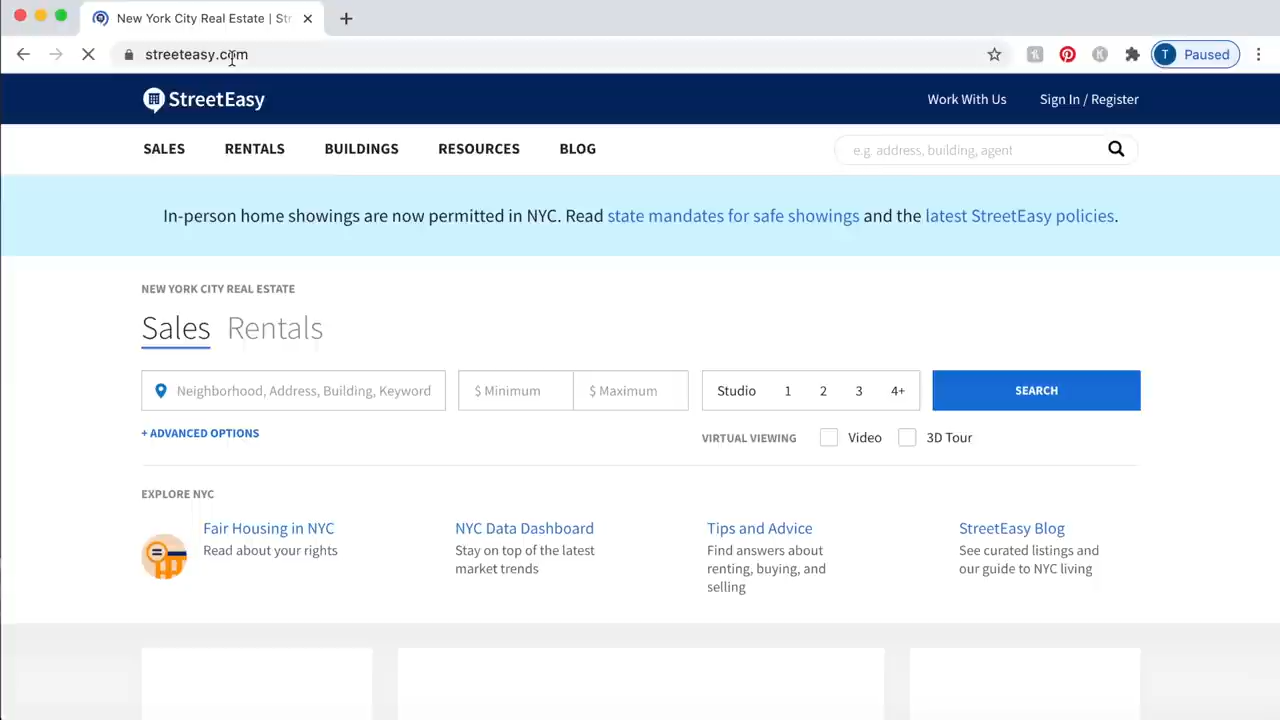 New York City Real Estate | Str
streeteasy.com
T Paused
StreetEasy
Work With Us
Sign In / Register
SALES
RENTALS
BUILDINGS
RESOURCES
BLOG
e.g. address, building, agent
In-person home showings are now permitted in NYC. Read state mandates for safe showings and the latest StreetEasy policies.
NEW YORK CITY REAL ESTATE
Sales
Rentals
Neighborhood, Address, Building, Keyword
$ Minimum
$ Maximum
Studio 1 2 3 4+
SEARCH
+ ADVANCED OPTIONS
VIRTUAL VIEWING
Video
3D Tour
EXPLORE NYC
Fair Housing in NYC
Read about your rights
NYC Data Dashboard
Stay on top of the latest
market trends
Tips and Advice
Find answers about
renting, buying, and
selling
StreetEasy Blog
See curated listings and
our guide to NYC living